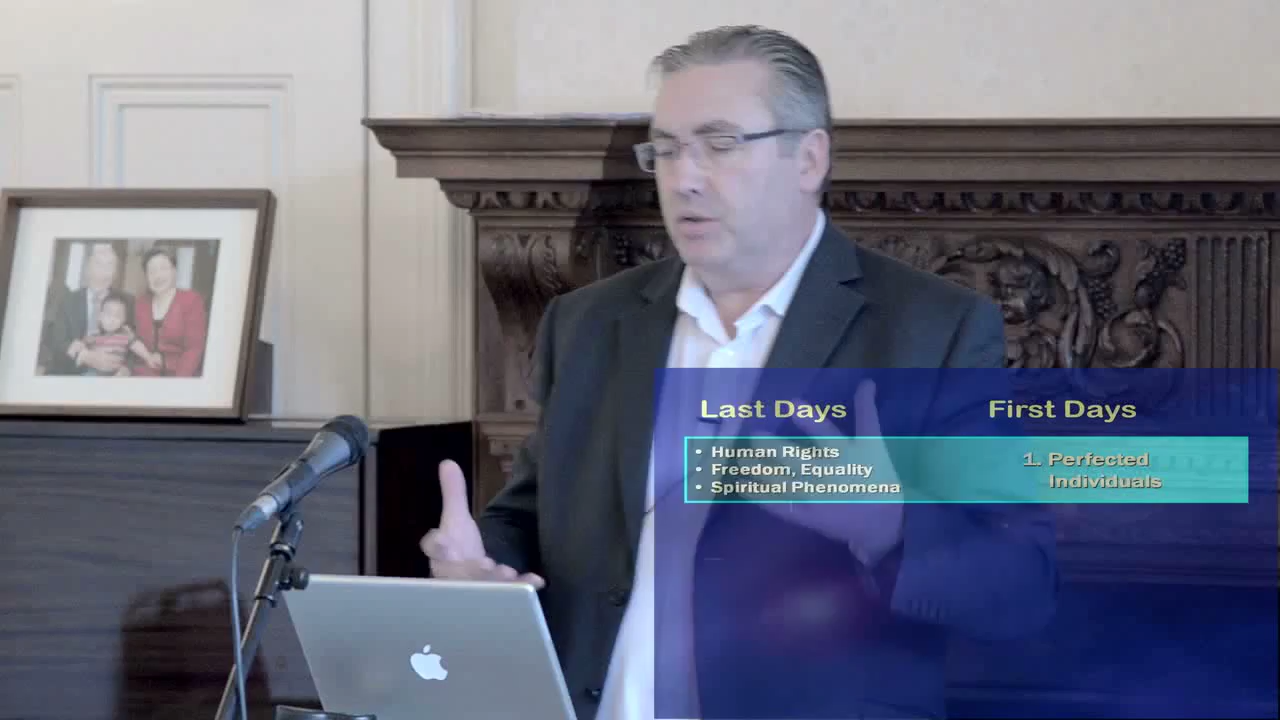 Last Days
First Days
• Human Rights
• Freedom, Equality
• Spiritual Phenomena
1. Perfected
Individuals